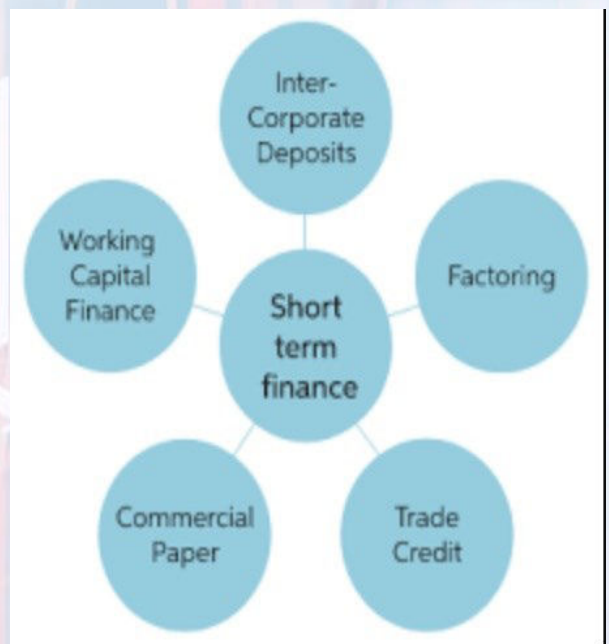 Inter-
Corporate
Deposits
Working
Capital
Finance
Factoring
Short
term
finance
Commercial
Paper
Trade
Credit